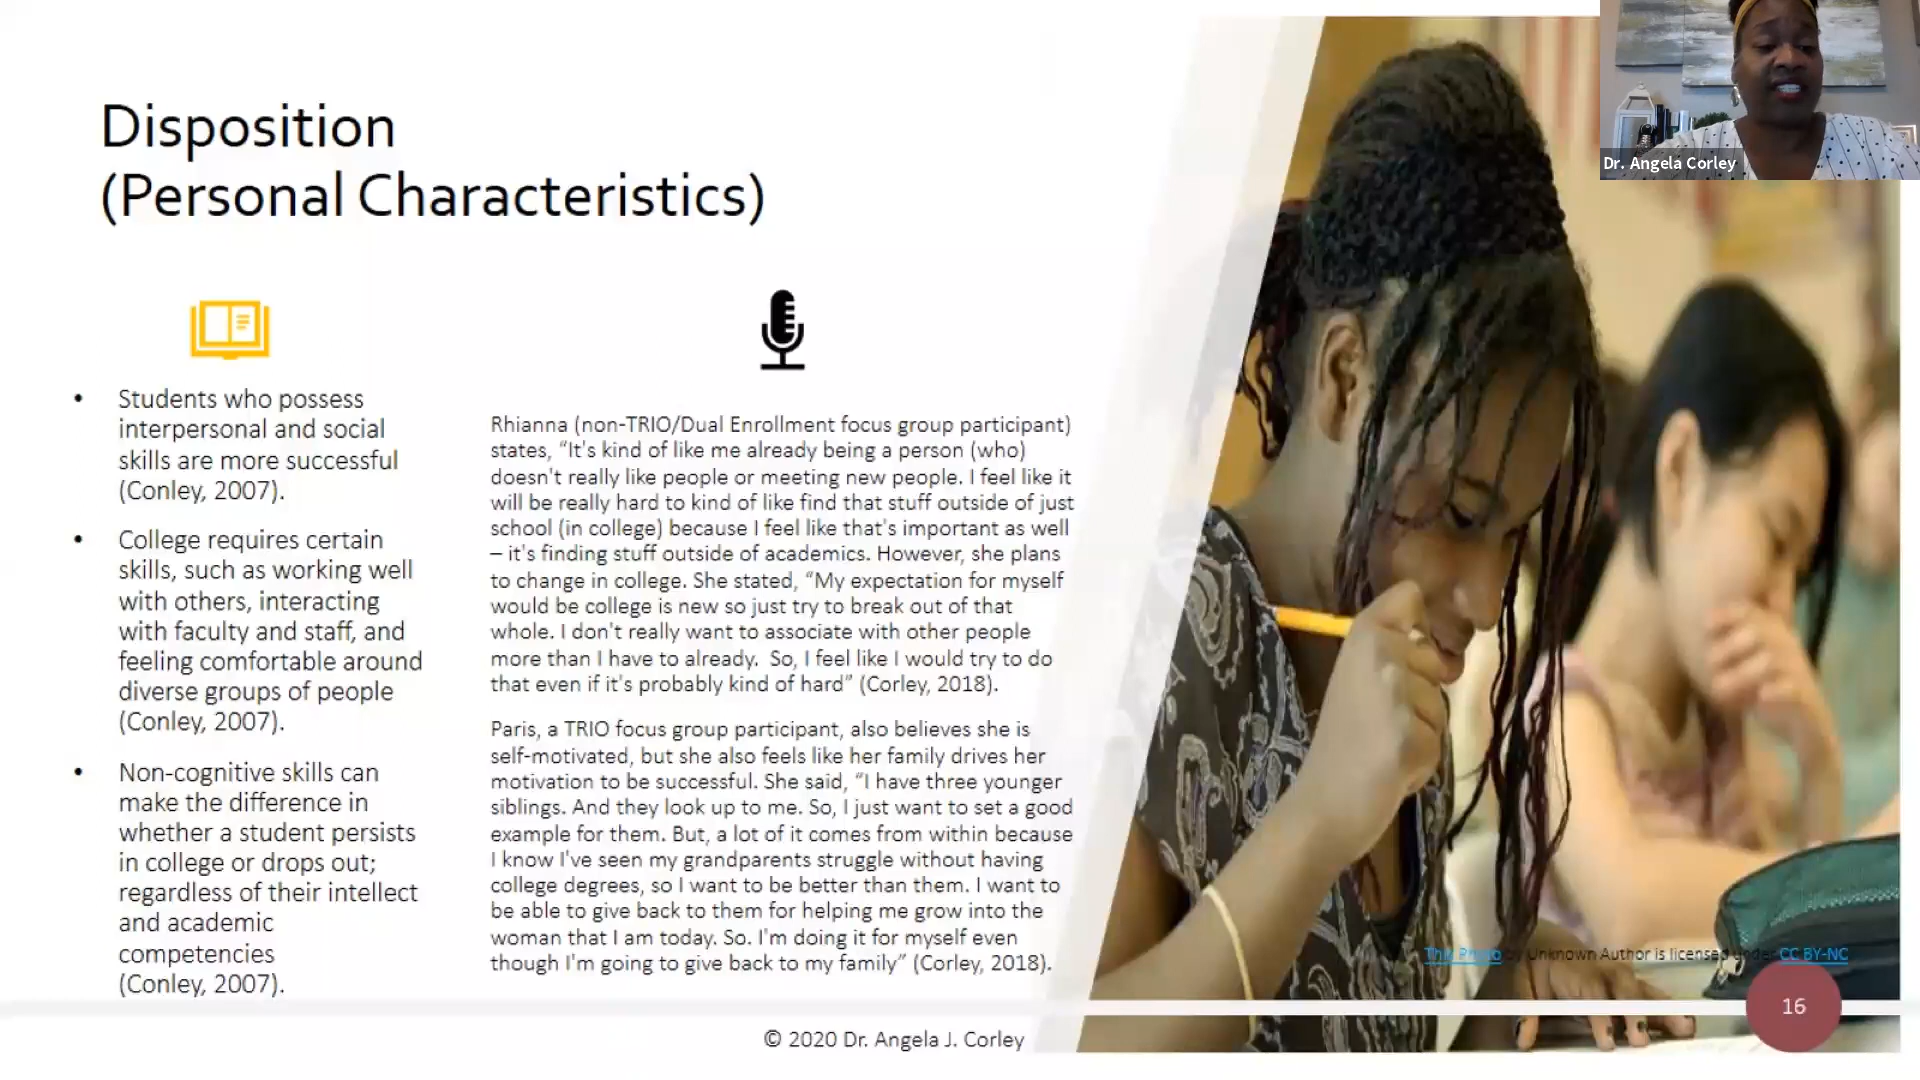 Disposition
(Personal Characteristics)
• Students who possess
interpersonal and social
skills are more successful
(Conley, 2007).
• College requires certain
skills, such as working well
with others, interacting
with faculty and staff, and
feeling comfortable around
diverse groups of people
(Conley, 2007).
• Non-cognitive skills can
make the difference in
whether a student persists
in college or drops out;
regardless of their intellect
and academic
competencies
(Conley, 2007).
Rhianna (non-TRIO/Dual Enrollment focus group participant)
states, “It's kind of like me already being a person (who)
doesn't really like people or meeting new people. I feel like it
will be really hard to kind of like find that stuff outside of just
school (in college) because I feel like that's important as well
– it's finding stuff outside of academics. However, she plans
to change in college. She stated, “My expectation for myself
would be college is new so just try to break out of that
whole. I don't really want to associate with other people
more than I have to already. So, I feel like I would try to do
that even if it's probably kind of hard” (Corley, 2018).
Paris, a TRIO focus group participant, also believes she is
self-motivated, but she also feels like her family drives her
motivation to be successful. She said, “I have three younger
siblings. And they look up to me. So, I just want to set a good
example for them. But, a lot of it comes from within because
I know I've seen my grandparents struggle without having
college degrees, so I want to be better than them. I want to
be able to give back to them for helping me grow into the
woman that I am today. So. I'm doing it for myself even
though I'm going to give back to my family” (Corley, 2018).
Dr. Angela Corley
This Photo by Unknown Author is licensed under CC BY-NC
16
© 2020 Dr. Angela J. Corley